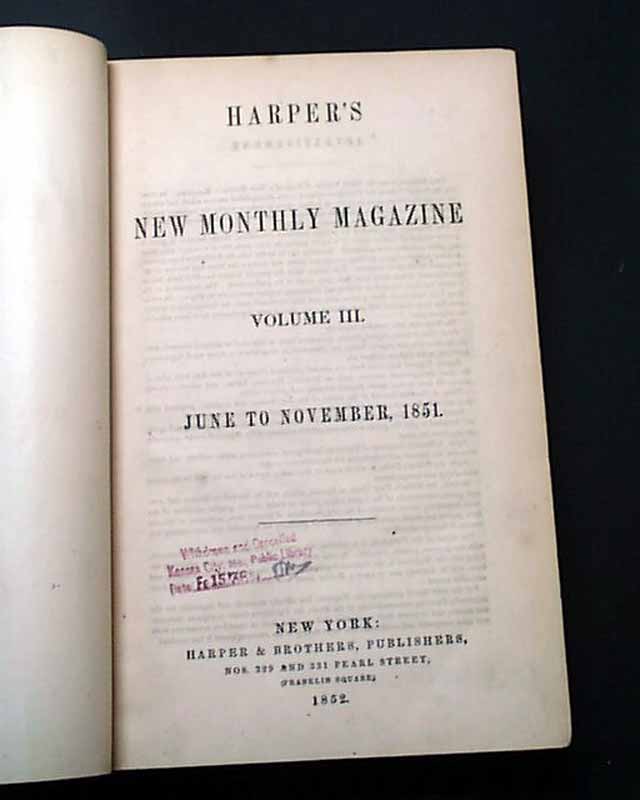 HARPER'S
NEW MONTHLY MAGAZINE
VOLUME III.
JUNE TO NOVEMBER, 1851.
Withdrawn and Cancelled
Kansas City, Mo., Public Library
Date
NEW YORK:
HARPER & BROTHERS, PUBLISHERS,
NOS. 329 AND 331 PEARL STREET,
(FRANKLIN SQUARE)
1852.